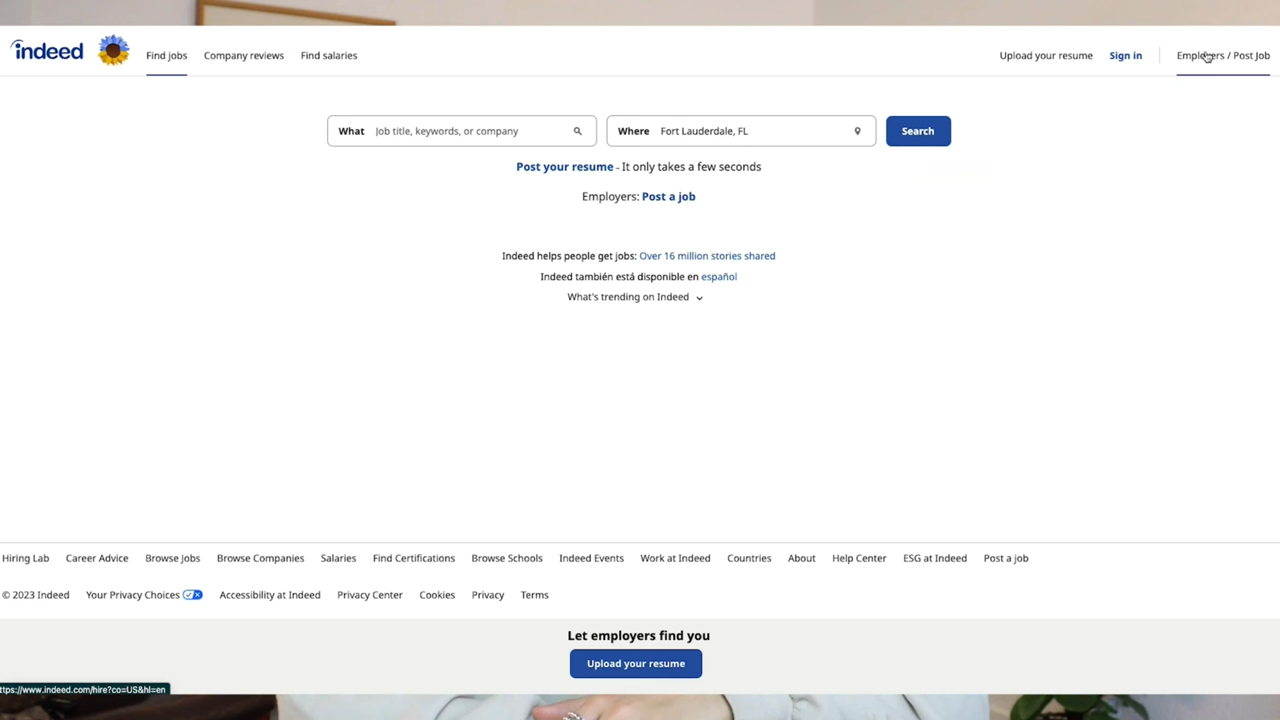 indeed
Find jobs
Company reviews
Find salaries
Upload your resume
Sign in
Employers / Post Job
What Job title, keywords, or company
Where Fort Lauderdale, FL
Search
Post your resume - It only takes a few seconds
Employers: Post a job
Indeed helps people get jobs: Over 16 million stories shared
Indeed también está disponible en español
What's trending on Indeed
Hiring Lab Career Advice Browse Jobs Browse Companies Salaries Find Certifications Browse Schools Indeed Events Work at Indeed Countries About Help Center ESG at Indeed Post a job
© 2023 Indeed Your Privacy Choices Accessibility at Indeed Privacy Center Cookies Privacy Terms
Let employers find you
Upload your resume
ttps://www.indeed.com/hire?co=US&hl=en